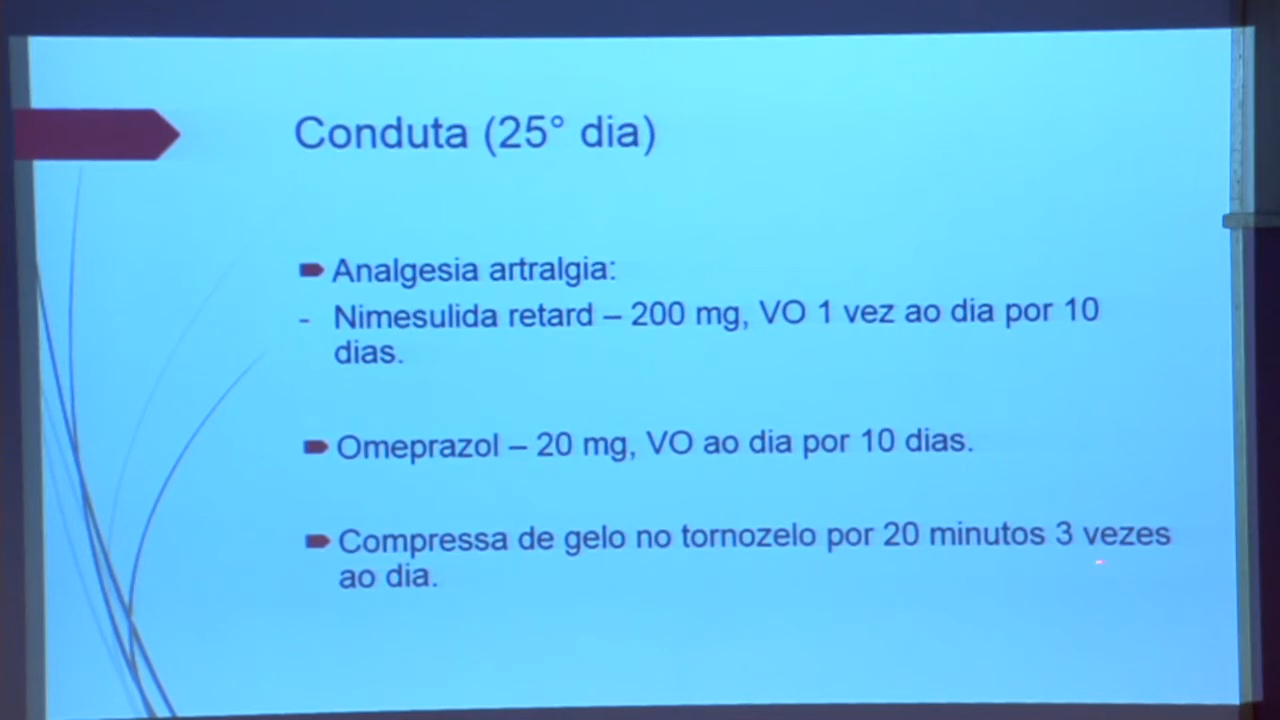 Conduta (25° dia)
Analgesia artralgia:
- Nimesulida retard – 200 mg, VO 1 vez ao dia por 10
dias.
Omeprazol – 20 mg, VO ao dia por 10 dias.
Compressa de gelo no tornozelo por 20 minutos 3 vezes
ao dia.